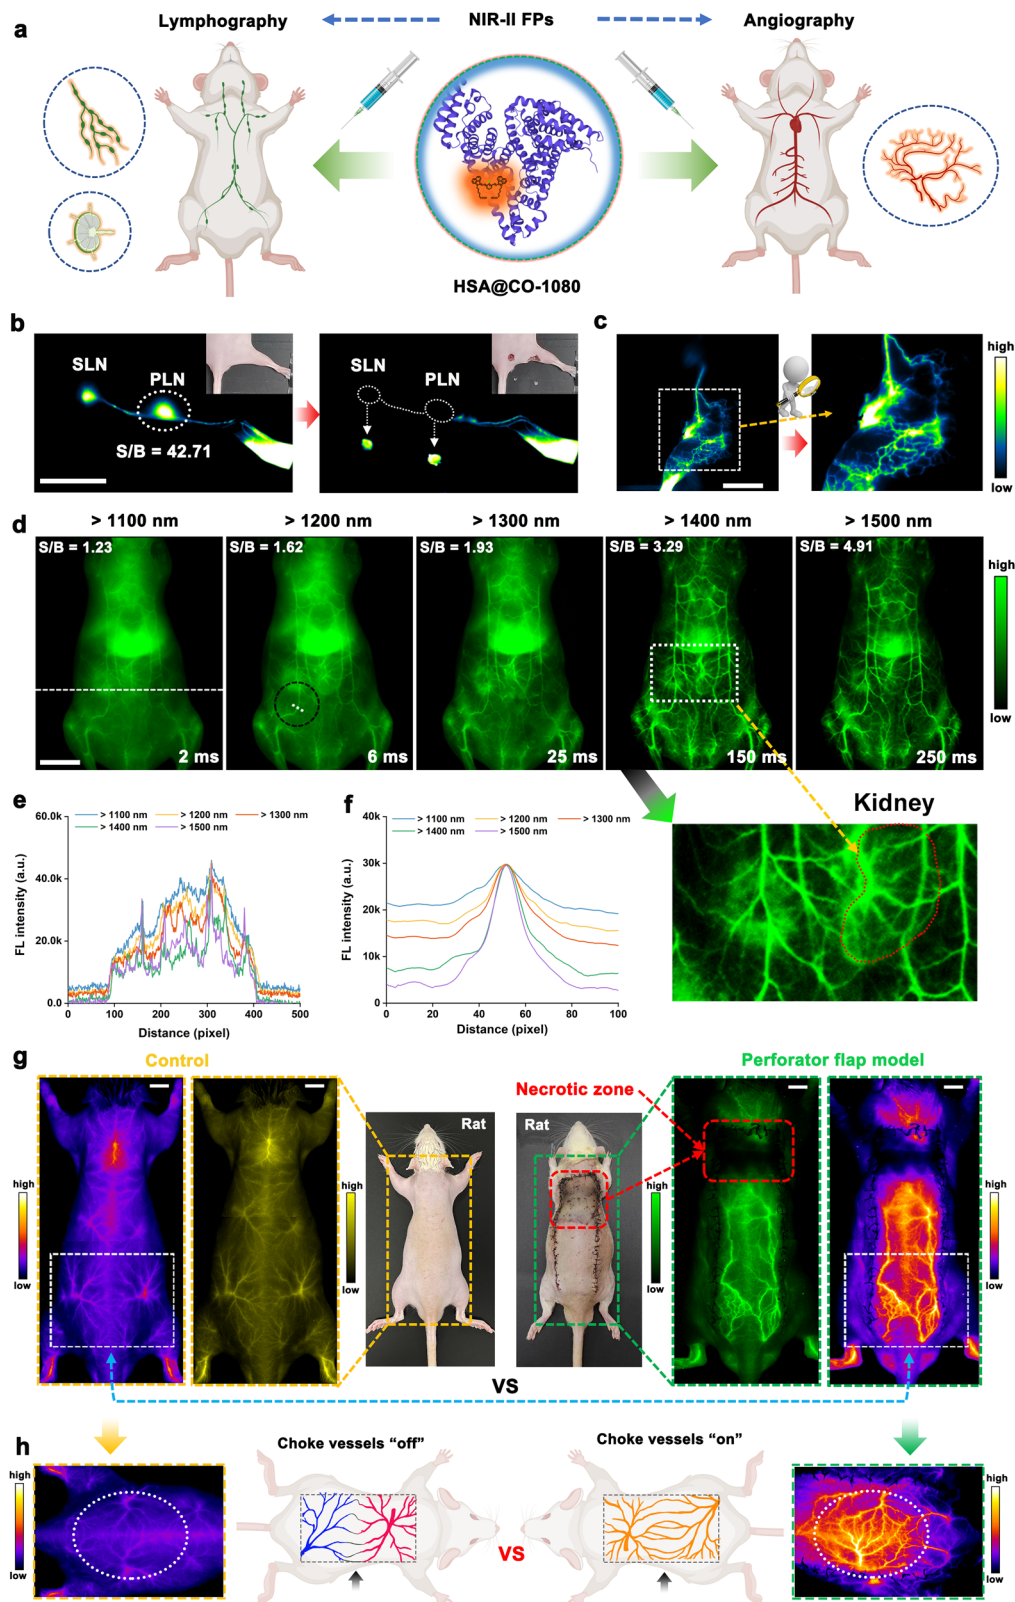 a
Lymphography
NIR-II FPs
Angiography
HSA@CO-1080
b
SLN
PLN
S/B = 42.71
SLN
PLN
c
high
low
d
> 1100 nm
> 1200 nm
> 1300 nm
> 1400 nm
> 1500 nm
S/B = 1.23
S/B = 1.62
S/B = 1.93
S/B = 3.29
S/B = 4.91
high
low
2 ms
6 ms
25 ms
150 ms
250 ms
Kidney
e
60.0k
40.0k
20.0k
0.0
FL intensity (a.u.)
> 1100 nm
> 1200 nm
> 1300 nm
> 1400 nm
> 1500 nm
0
100
200
300
400
500
Distance (pixel)
f
40k
30k
20k
10k
0
FL intensity (a.u.)
> 1100 nm
> 1200 nm
> 1300 nm
> 1400 nm
> 1500 nm
0
20
40
60
80
100
Distance (pixel)
g
Control
Perforator flap model
Necrotic zone
Rat
Rat
high
low
high
low
high
low
high
low
VS
h
high
low
Choke vessels “off”
Choke vessels “on”
VS
high
low